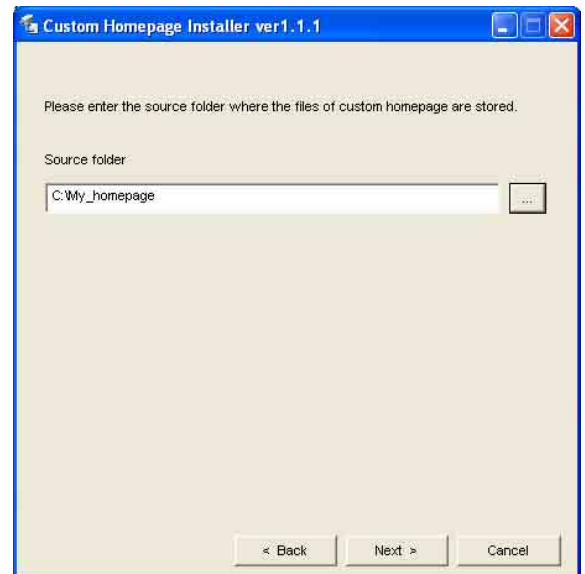 Custom Homepage Installer ver1.1.1
Please enter the source folder where the files of custom homepage are stored.
Source folder
C:\My_homepage
...
< Back
Next >
Cancel